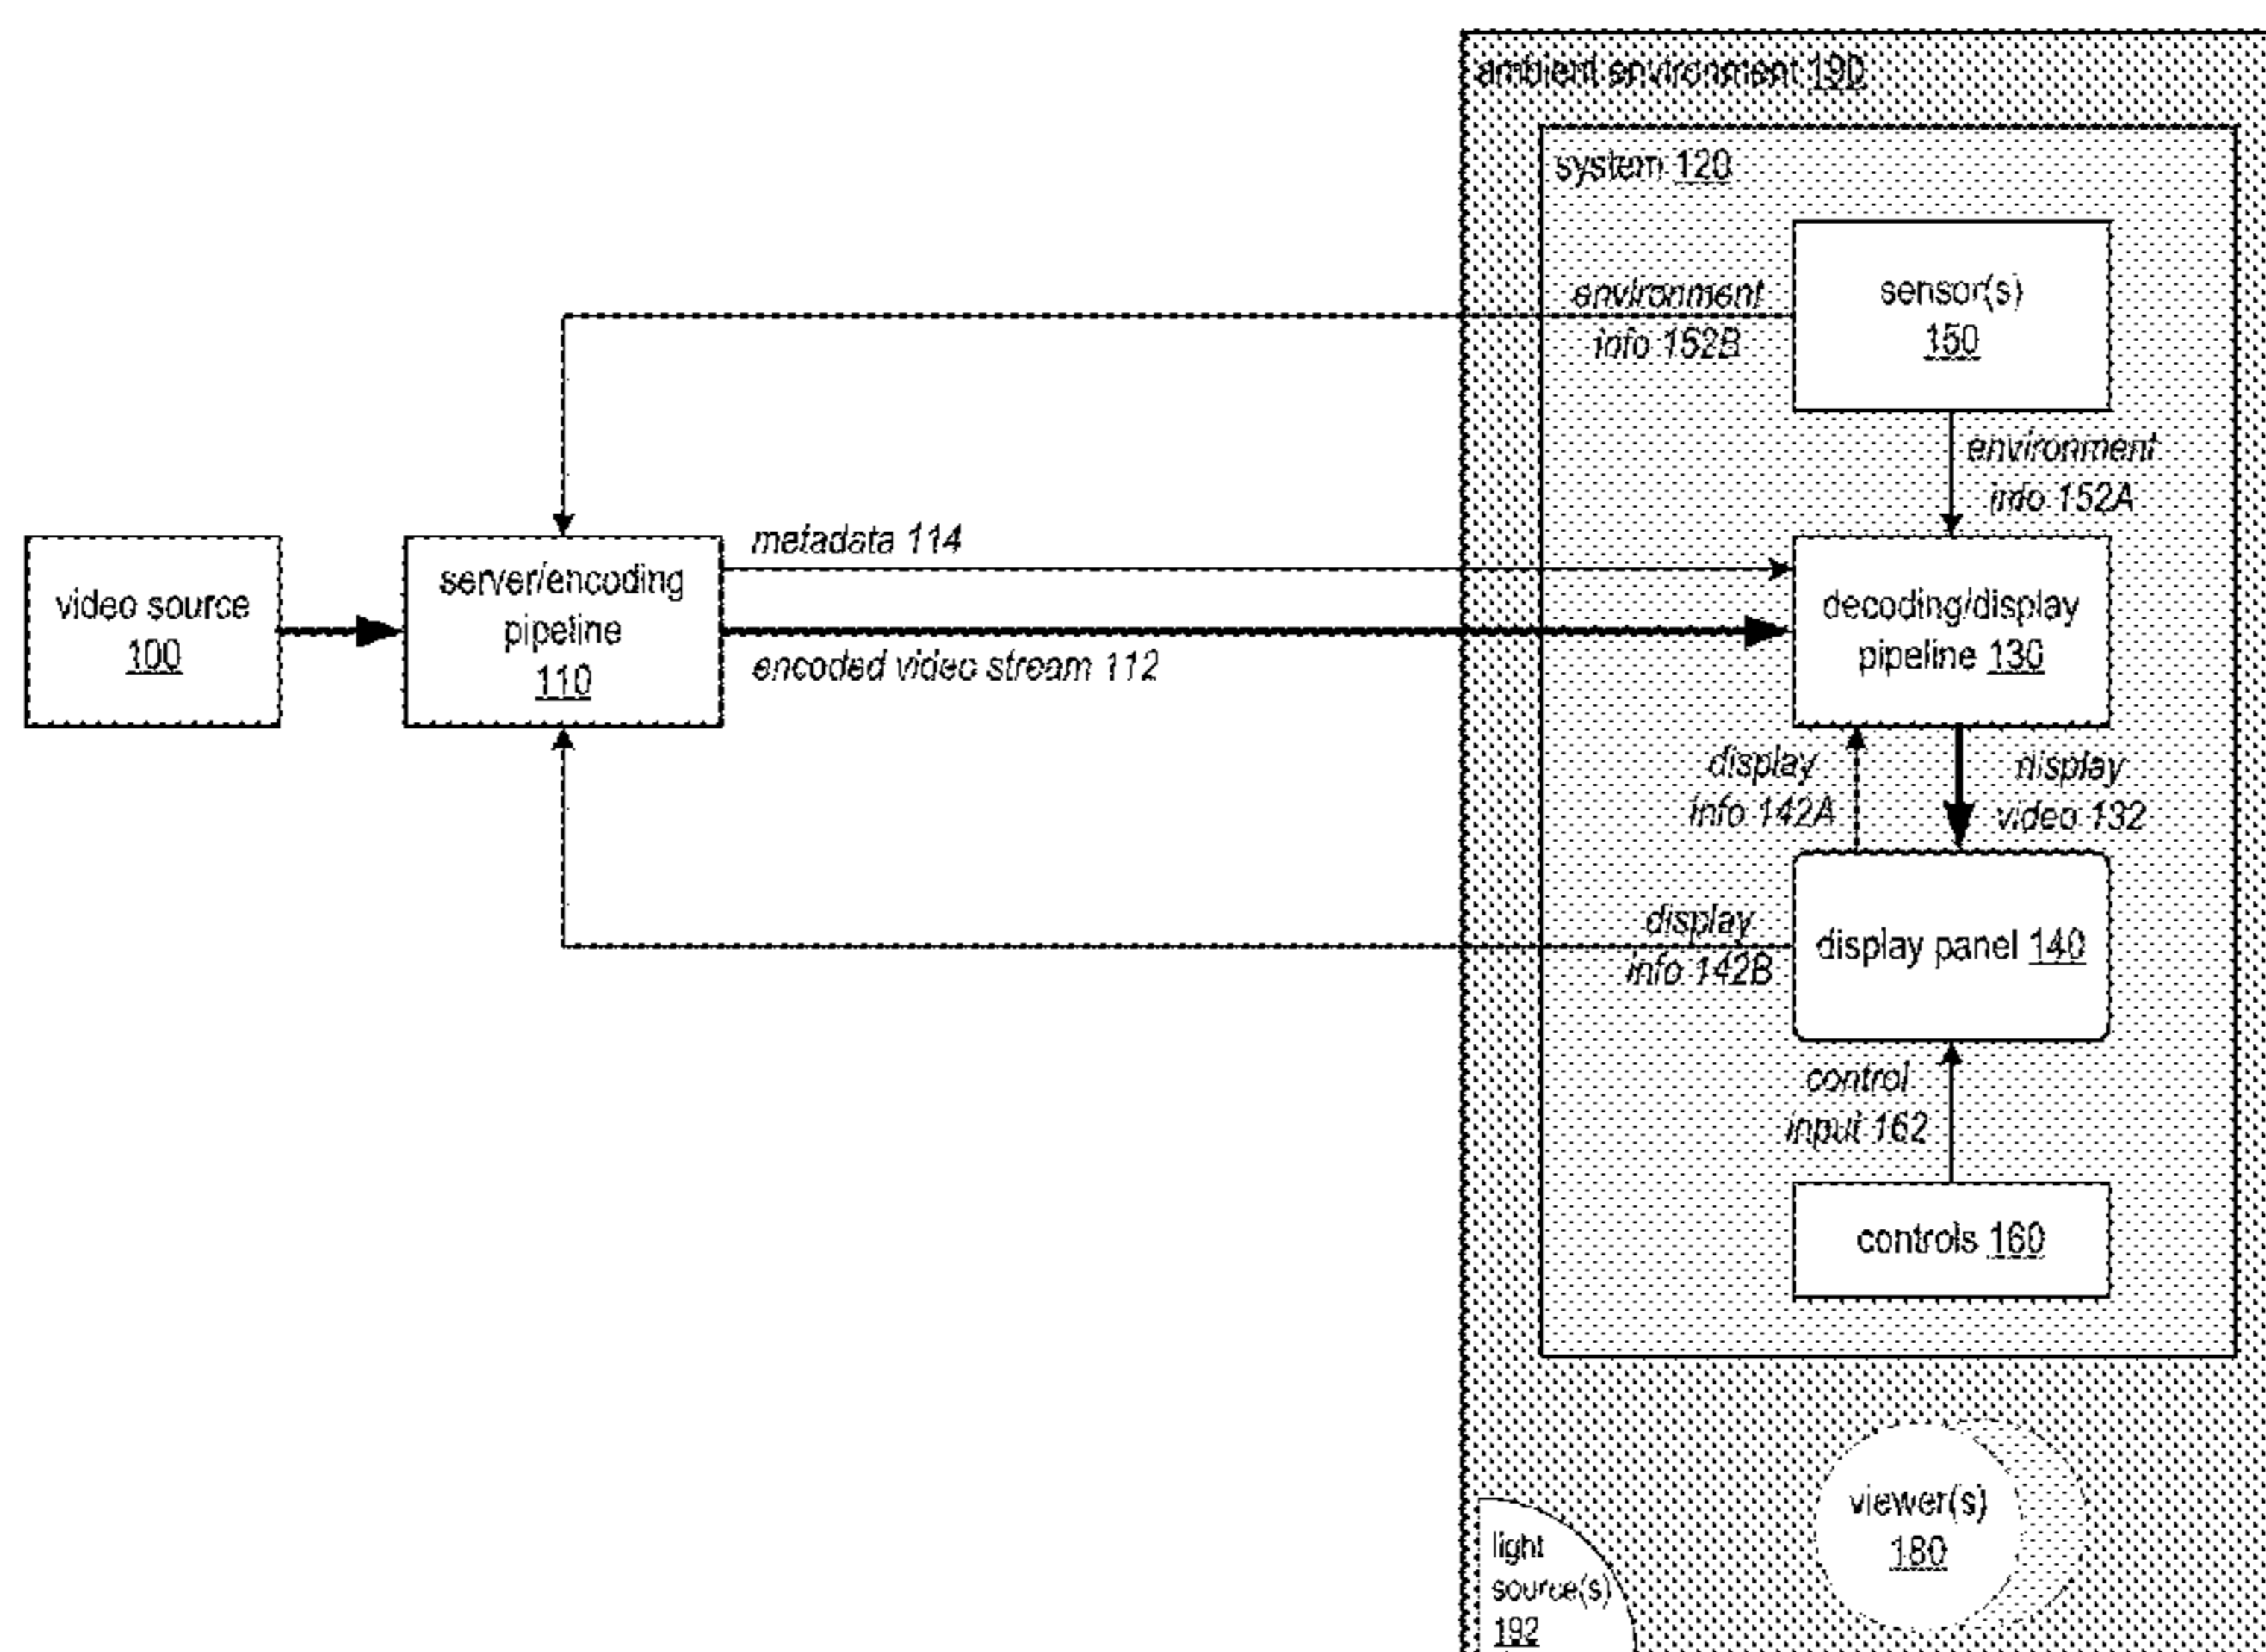 ambient environment 190
system 120
sensor(s)
150
environment
info 152B
environment
info 152A
video source
100
server/encoding
pipeline
110
metadata 114
encoded video stream 112
decoding/display
pipeline 130
display
info 142A
display
video 132
display
info 142B
display panel 140
control
input 162
controls 160
viewer(s)
180
light
source(s)
192